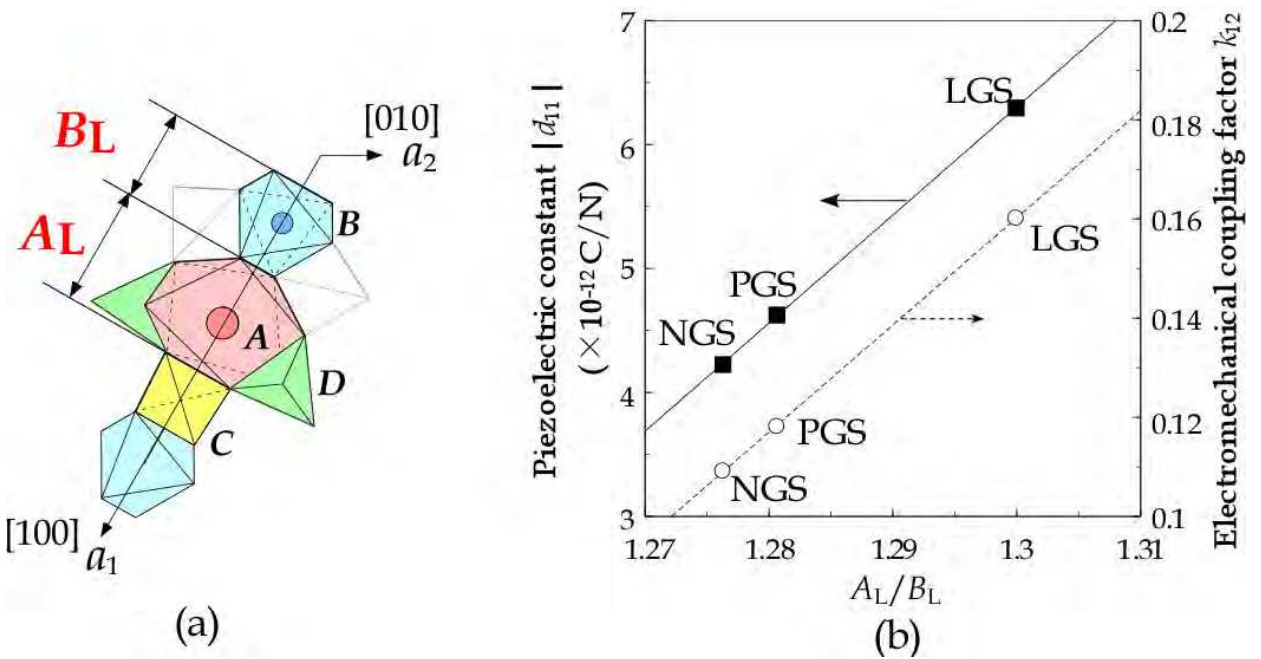 B_L
[010]
a_2
A_L
B
A
D
C
[100]
a_1
(a)
Piezoelectric constant |d_11|
(× 10^-12 C/N)
7
6
5
4
3
LGS
PGS
NGS
LGS
PGS
NGS
1.27
1.28
1.29
1.3
1.31
A_L/B_L
0.2
0.18
0.16
0.14
0.12
0.1
Electromechanical coupling factor k_12
(b)